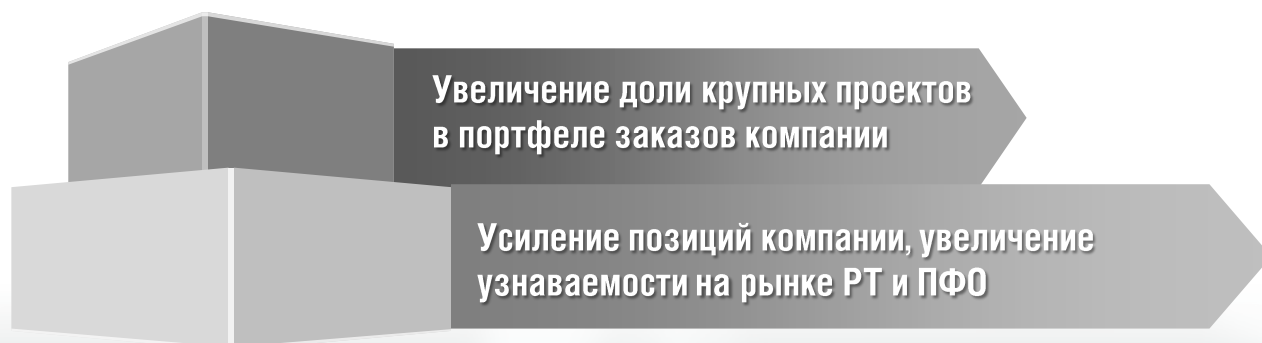 Увеличение доли крупных проектов
в портфеле заказов компании
Усиление позиций компании, увеличение
узнаваемости на рынке РТ и ПФО